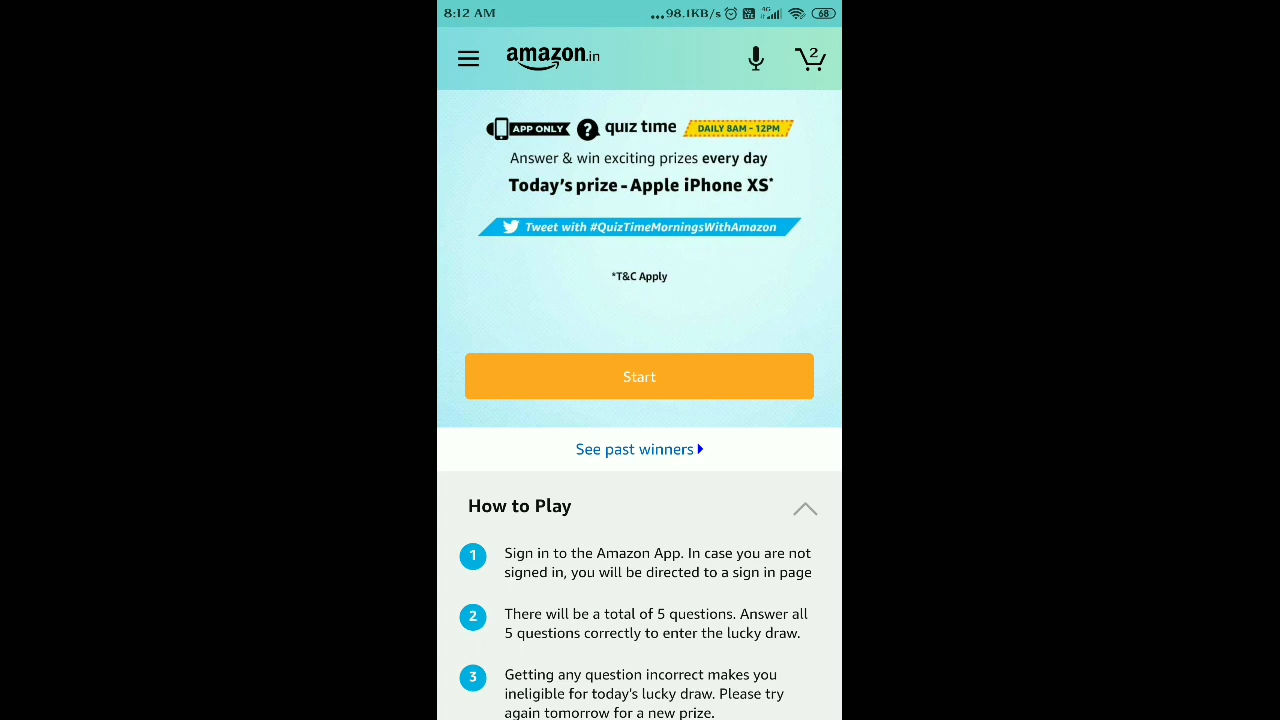 8:12 AM ...98.1KB/s 4G 68
amazon.in 2
APP ONLY ? quiz time DAILY 8AM - 12PM
Answer & win exciting prizes every day
Today's prize - Apple iPhone XS*
Tweet with #QuizTimeMorningsWithAmazon
*T&C Apply
Start
See past winners
How to Play
1 Sign in to the Amazon App. In case you are not
signed in, you will be directed to a sign in page
2 There will be a total of 5 questions. Answer all
5 questions correctly to enter the lucky draw.
3 Getting any question incorrect makes you
ineligible for today's lucky draw. Please try
again tomorrow for a new prize.